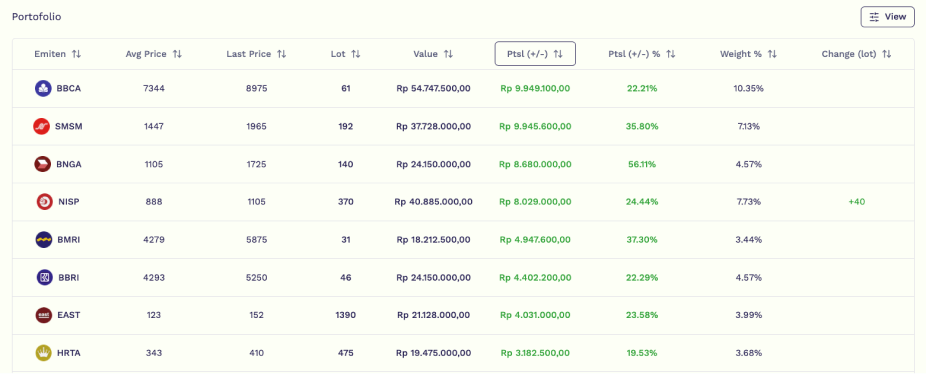 Portofolio
View
Emiten Avg Price Last Price Lot Value Ptsl (+/-) Ptsl (+/-) % Weight % Change (lot)
BBCA 7344 8975 61 Rp 54.747.500,00 Rp 9.949.100,00 22.21% 10.35%
SMSM 1447 1965 192 Rp 37.728.000,00 Rp 9.945.600,00 35.80% 7.13%
BNGA 1105 1725 140 Rp 24.150.000,00 Rp 8.680.000,00 56.11% 4.57%
NISP 888 1105 370 Rp 40.885.000,00 Rp 8.029.000,00 24.44% 7.73% +40
BMRI 4279 5875 31 Rp 18.212.500,00 Rp 4.947.600,00 37.30% 3.44%
BBRI 4293 5250 46 Rp 24.150.000,00 Rp 4.402.200,00 22.29% 4.57%
EAST 123 152 1390 Rp 21.128.000,00 Rp 4.031.000,00 23.58% 3.99%
HRTA 343 410 475 Rp 19.475.000,00 Rp 3.182.500,00 19.53% 3.68%